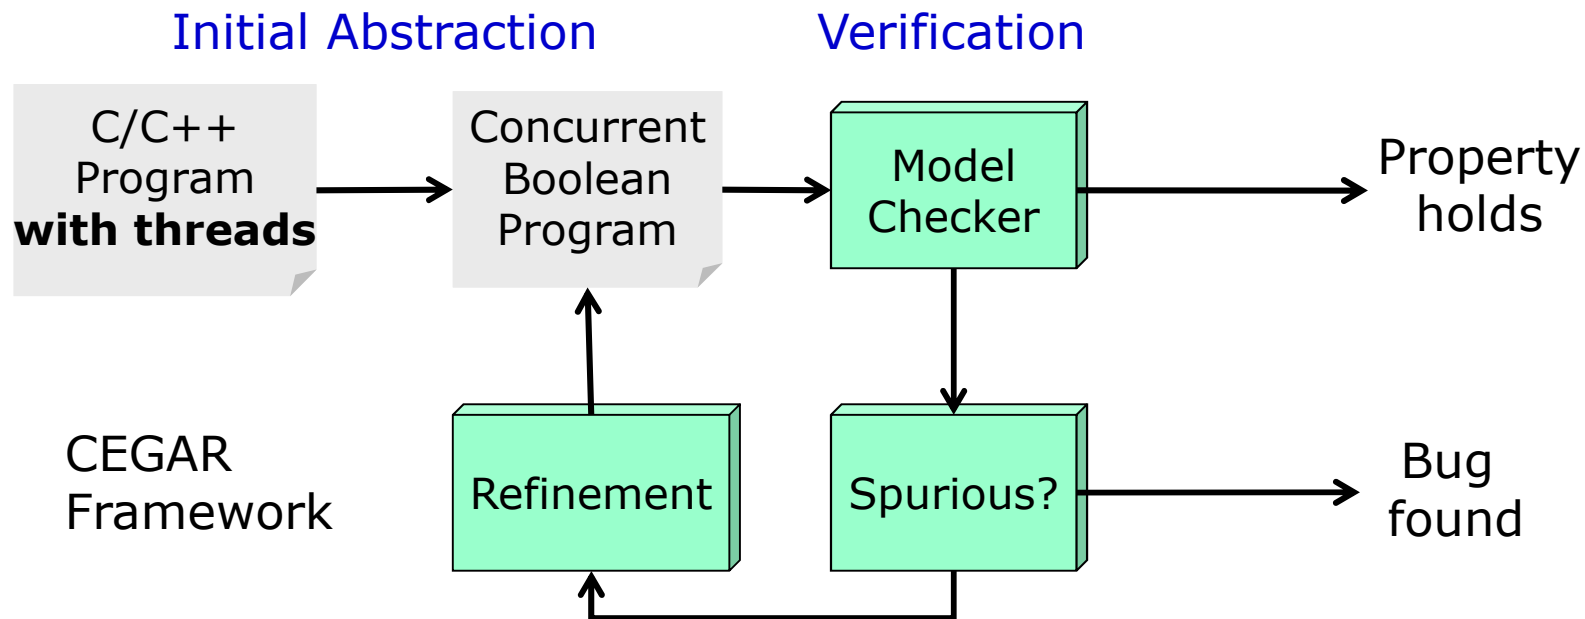 Initial Abstraction
Verification
C/C++
Program
with threads
Concurrent
Boolean
Program
Model
Checker
Property
holds
CEGAR
Framework
Refinement
Spurious?
Bug
found